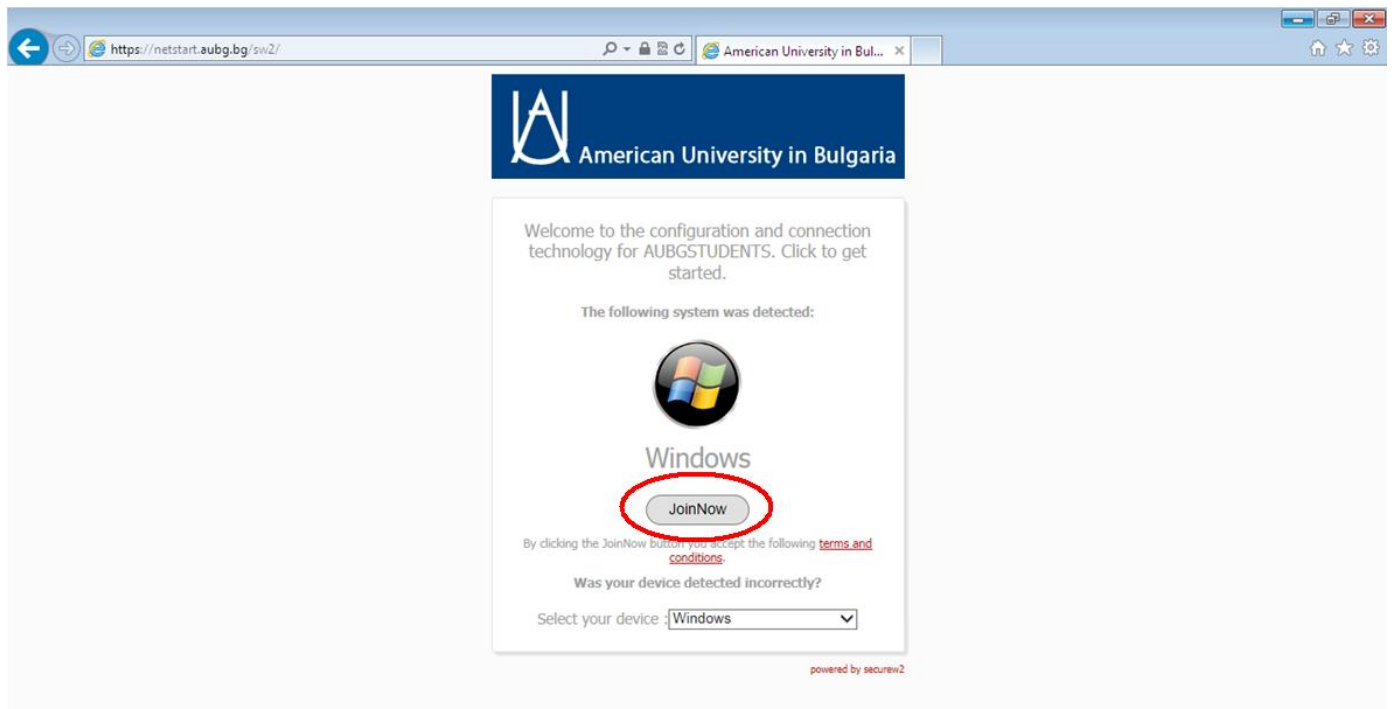 https://netstart.aubg.bg/sw2/
American University in Bul...
American University in Bulgaria
Welcome to the configuration and connection
technology for AUBGSTUDENTS. Click to get
started.
The following system was detected:
Windows
JoinNow
By clicking the JoinNow button you accept the following terms and
conditions.
Was your device detected incorrectly?
Select your device : Windows
powered by securew2